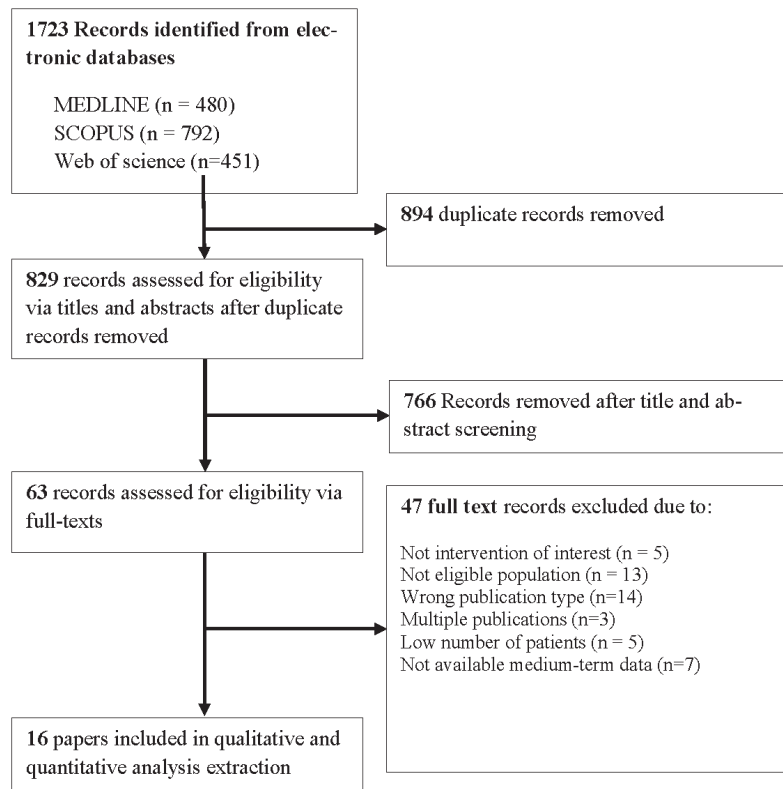 1723 Records identified from elec-
tronic databases
MEDLINE (n = 480)
SCOPUS (n = 792)
Web of science (n=451)
894 duplicate records removed
829 records assessed for eligibility
via titles and abstracts after duplicate
records removed
766 Records removed after title and ab-
stract screening
63 records assessed for eligibility via
full-texts
47 full text records excluded due to:
Not intervention of interest (n = 5)
Not eligible population (n = 13)
Wrong publication type (n=14)
Multiple publications (n=3)
Low number of patients (n = 5)
Not available medium-term data (n=7)
16 papers included in qualitative and
quantitative analysis extraction